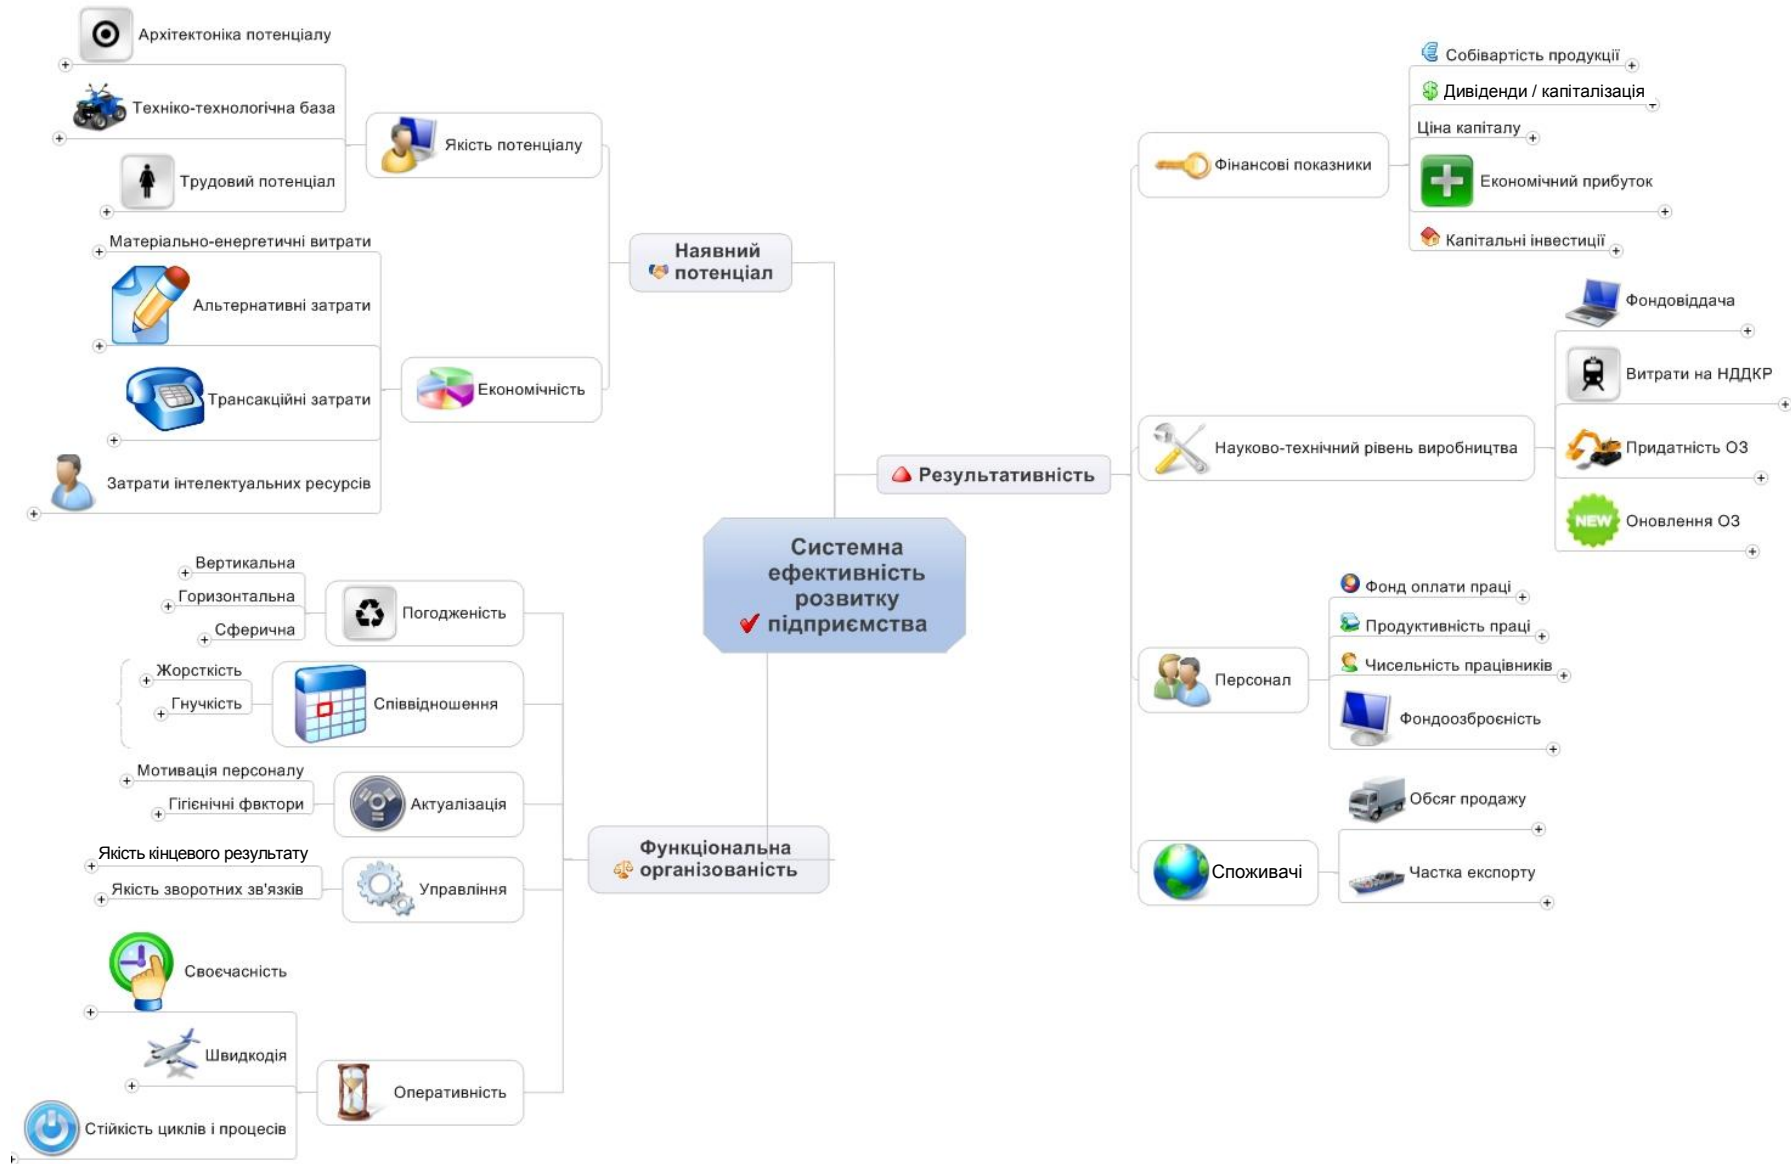 Архітектоніка потенціалу
Техніко-технологічна база
Трудовий потенціал
Якість потенціалу
Матеріально-енергетичні витрати
Альтернативні затрати
Трансакційні затрати
Затрати інтелектуальних ресурсів
Економічність
Наявний
потенціал
Вертикальна
Горизонтальна
Сферична
Погодженість
Жорсткість
Гнучкість
Співвідношення
Мотивація персоналу
Гігієнічні фвктори
Актуалізація
Якість кінцевого результату
Якість зворотних зв'язків
Управління
Своєчасність
Швидкодія
Стійкість циклів і процесів
Оперативність
Функціональна
організованість
Системна
ефективність
розвитку
підприємства
Результативність
Фінансові показники
Собівартість продукції
Дивіденди / капіталізація
Ціна капіталу
Економічний прибуток
Капітальні інвестиції
Науково-технічний рівень виробництва
Фондовіддача
Витрати на НДДКР
Придатність ОЗ
NEW
Оновлення ОЗ
Персонал
Фонд оплати праці
Продуктивність праці
Чисельність працівників
Фондоозброєність
Споживачі
Обсяг продажу
Частка експорту